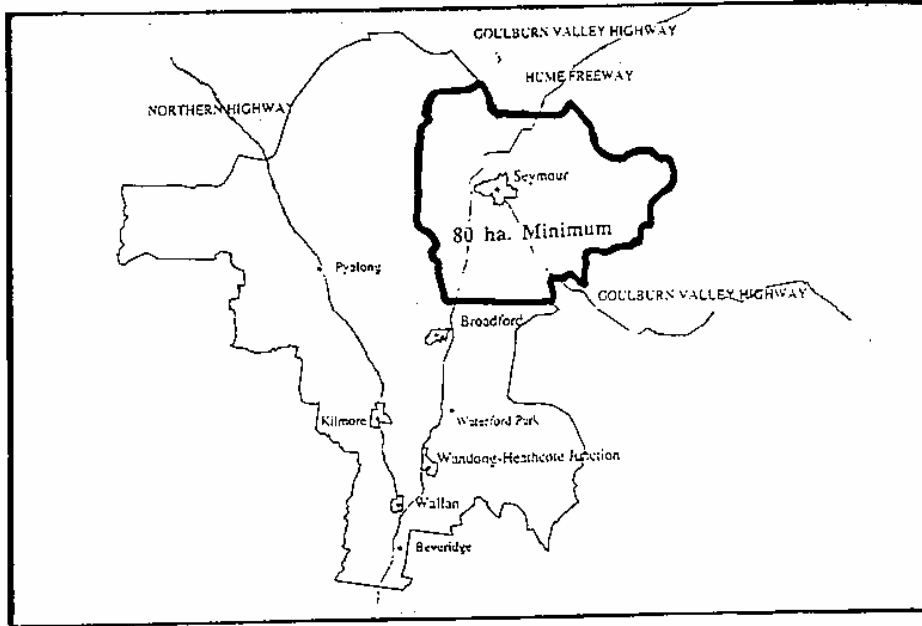 GOULBURN VALLEY HIGHWAY
HUME FREEWAY
NORTHERN HIGHWAY
Seymour
80 ha. Minimum
Pyalong
GOULBURN VALLEY HIGHWAY
Broadford
Kilmore
Waterford Park
Wandong-Heathcote Junction
Wallan
Beveridge